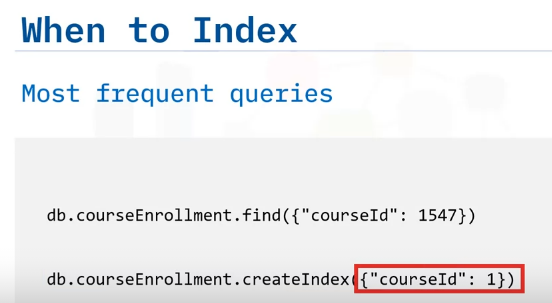 When to Index
Most frequent queries
db.courseEnrollment.find({"courseId": 1547})
db.courseEnrollment.createIndex({"courseId": 1})